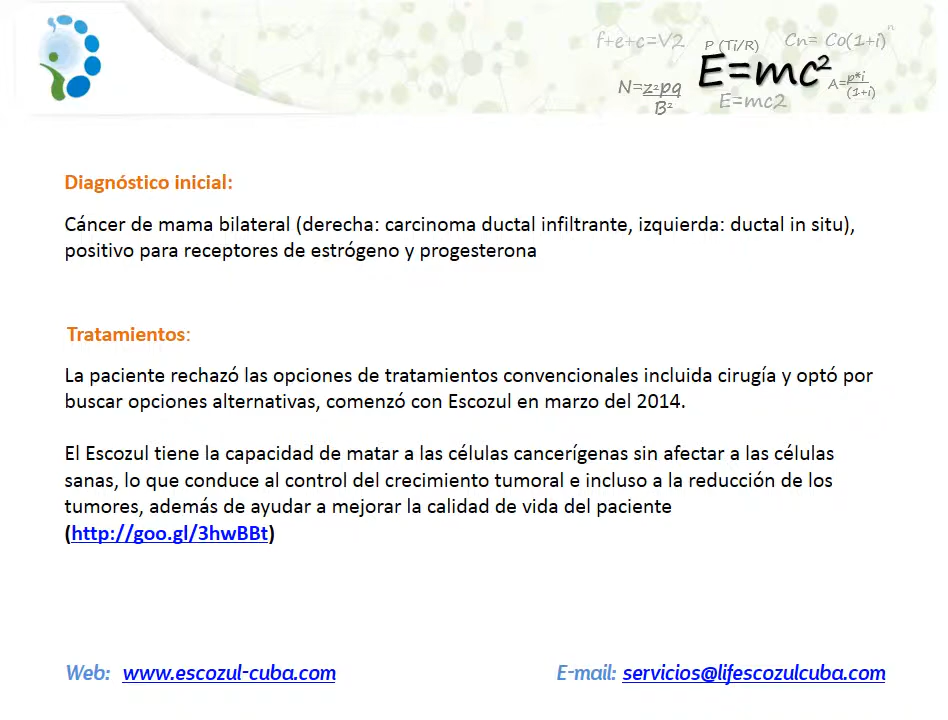 f+e+c=V2
P (Ti/R)
Cn= Co(1+i)ⁿ
E=mc²
N=z²pq
B²
E=mc2
A=p*i
(1+i)
Diagnóstico inicial:
Cáncer de mama bilateral (derecha: carcinoma ductal infiltrante, izquierda: ductal in situ),
positivo para receptores de estrógeno y progesterona
Tratamientos:
La paciente rechazó las opciones de tratamientos convencionales incluida cirugía y optó por
buscar opciones alternativas, comenzó con Escozul en marzo del 2014.
El Escozul tiene la capacidad de matar a las células cancerígenas sin afectar a las células
sanas, lo que conduce al control del crecimiento tumoral e incluso a la reducción de los
tumores, además de ayudar a mejorar la calidad de vida del paciente
(http://goo.gl/3hwBBt)
Web: www.escozul-cuba.com E-mail: servicios@lifescozulcuba.com